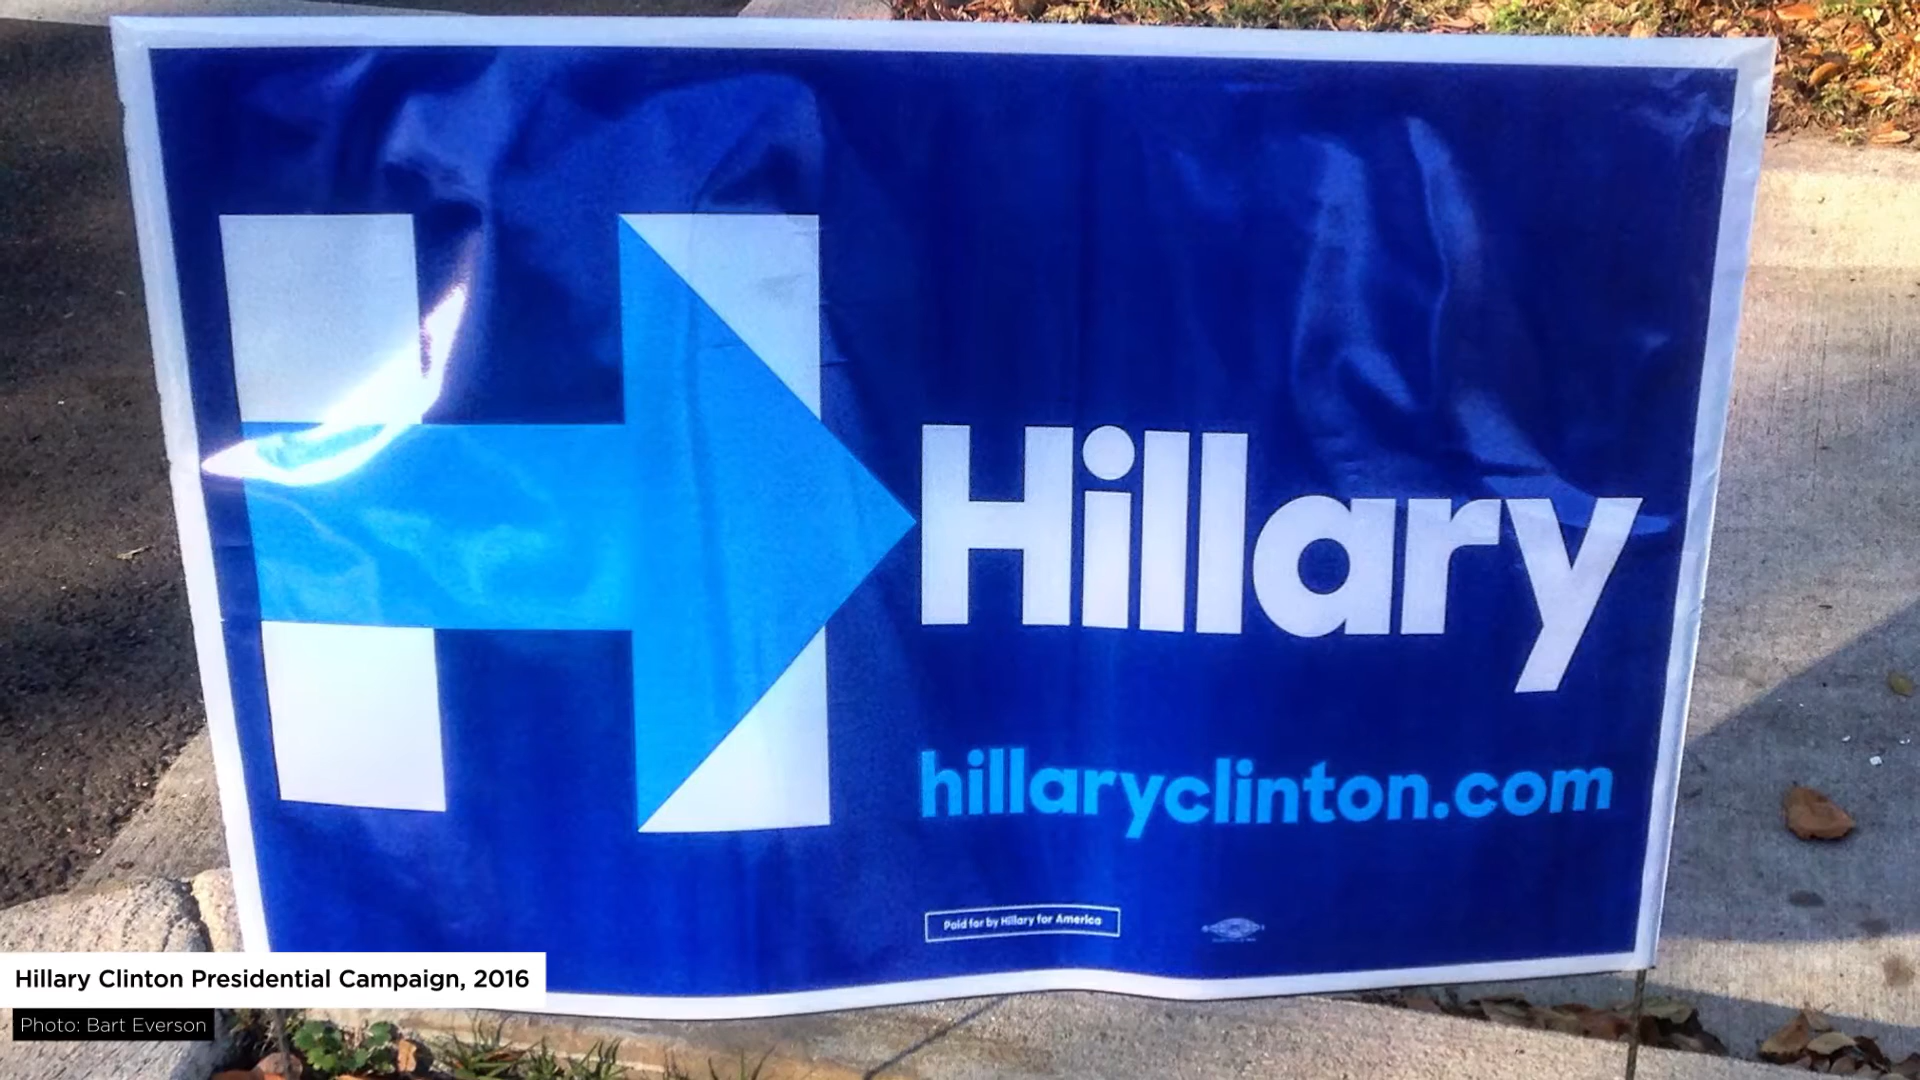 Hillary
hillaryclinton.com
Paid for by Hillary for America
Hillary Clinton Presidential Campaign, 2016
Photo: Bart Everson